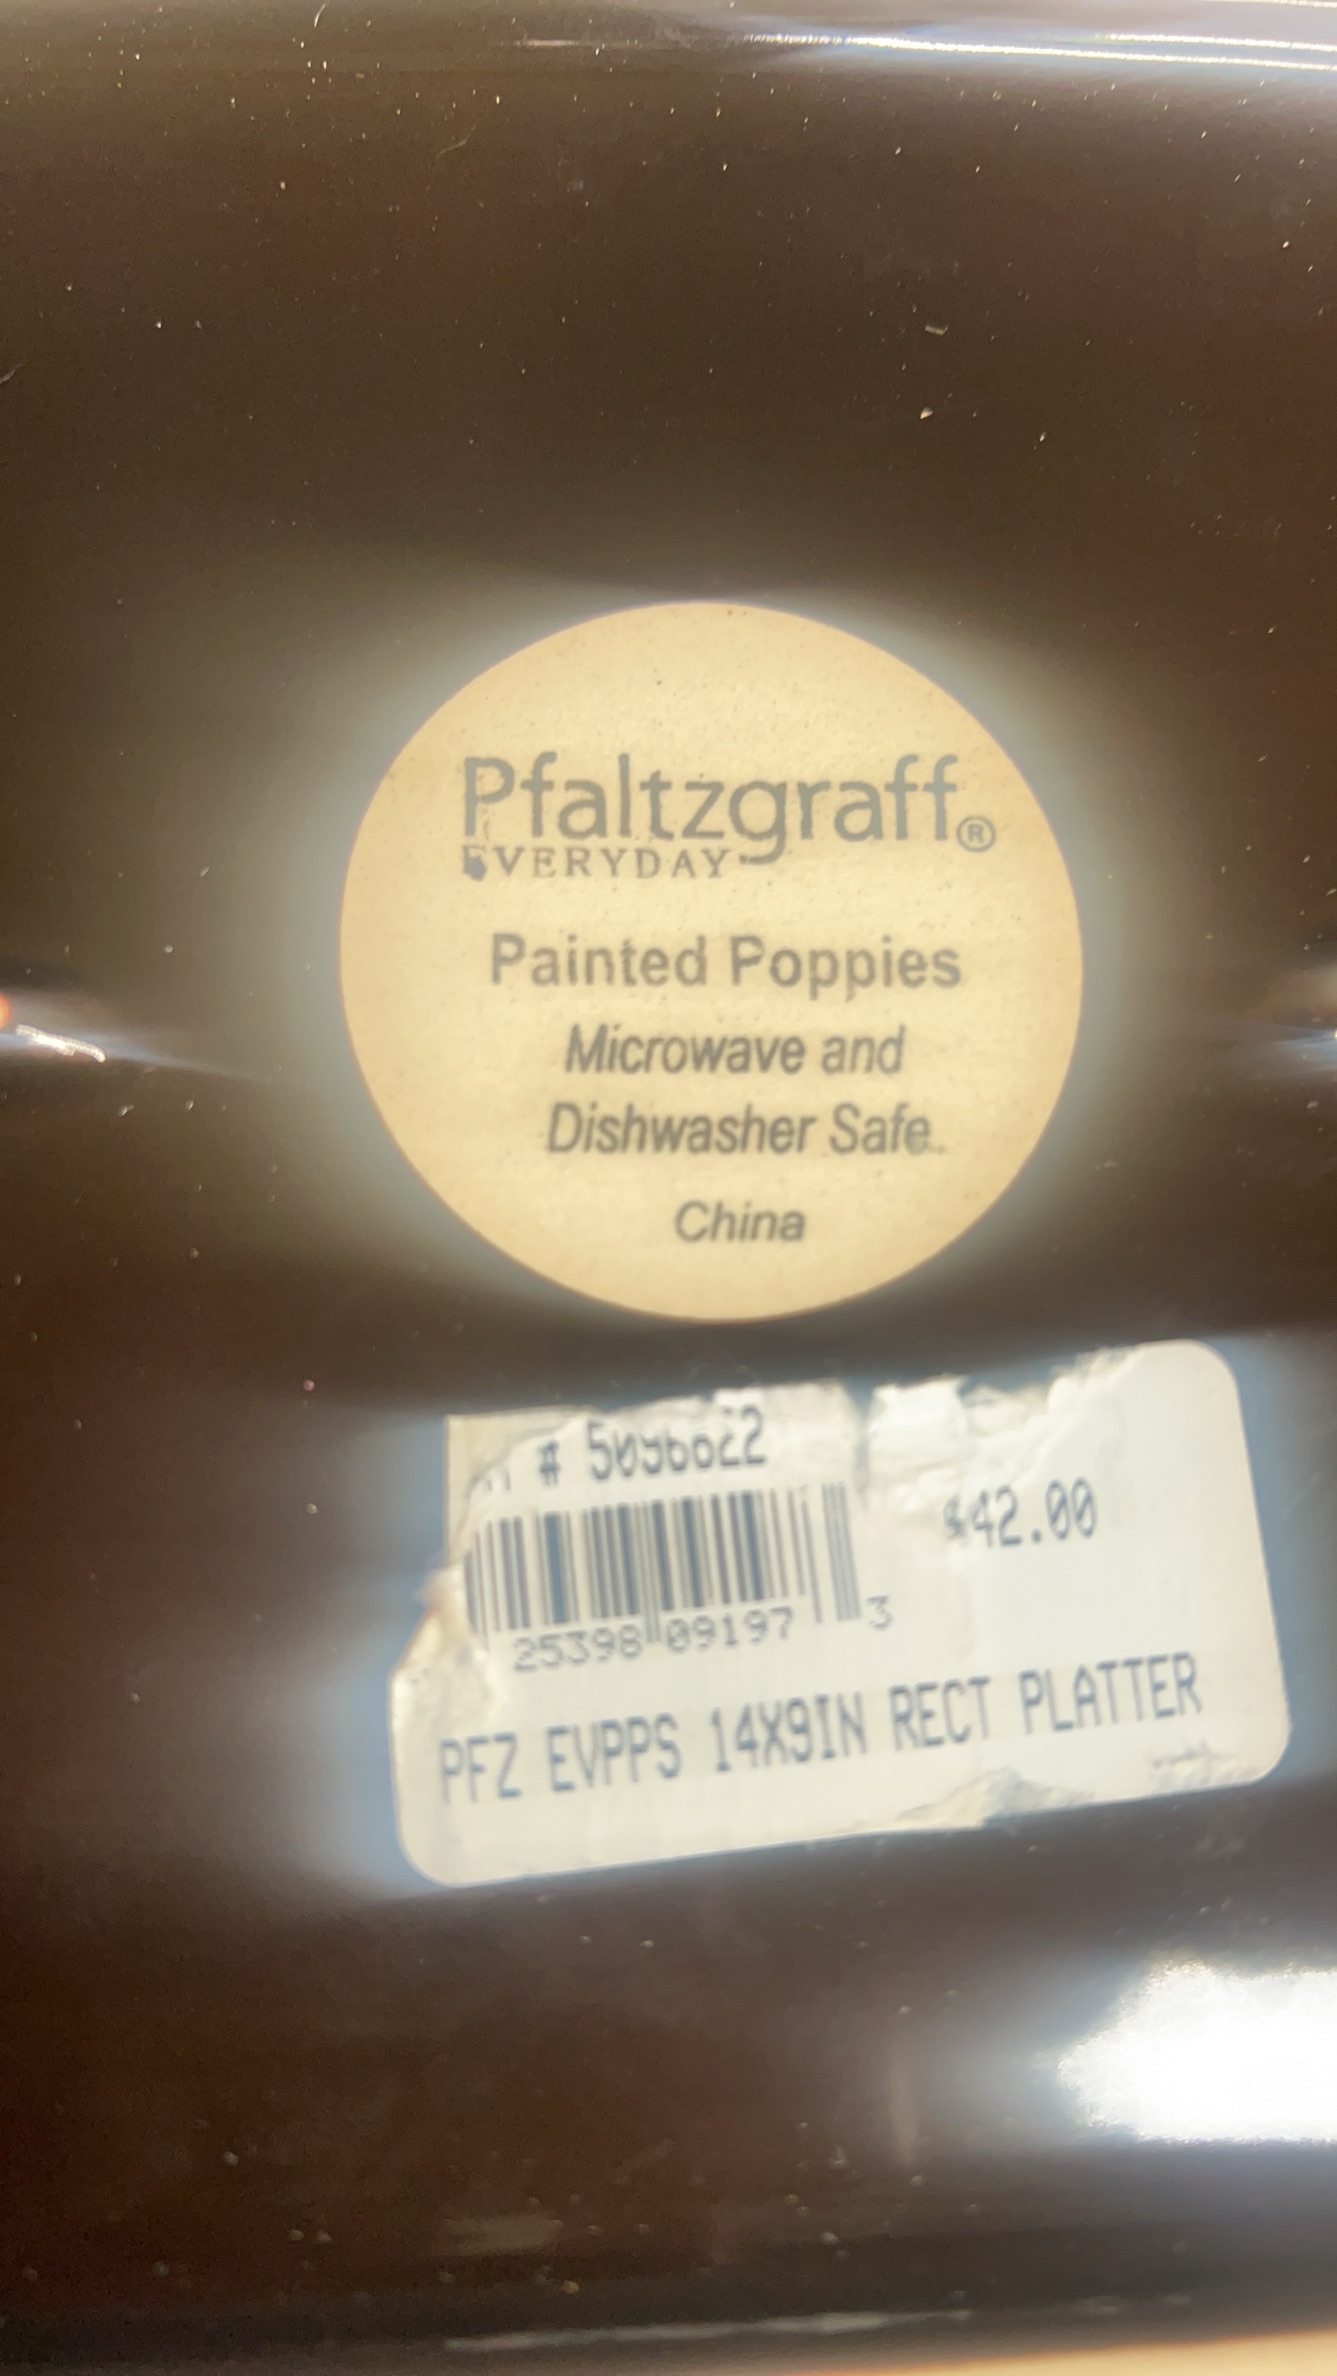 Pfaltzgraff®
EVERYDAY
Painted Poppies
Microwave and
Dishwasher Safe
China
# 5096622
$42.00
25398 09197 3
PFZ EVPPS 14X9IN RECT PLATTER